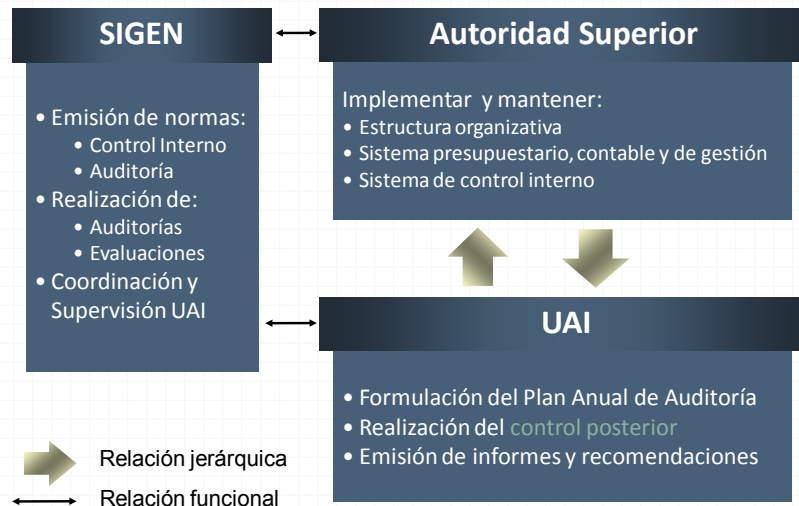 SIGEN
• Emisión de normas:
• Control Interno
• Auditoría
• Realización de:
• Auditorías
• Evaluaciones
• Coordinación y
Supervisión UAI
Autoridad Superior
Implementar y mantener:
• Estructura organizativa
• Sistema presupuestario, contable y de gestión
• Sistema de control interno
UAI
• Formulación del Plan Anual de Auditoría
• Realización del control posterior
• Emisión de informes y recomendaciones
Relación jerárquica
Relación funcional